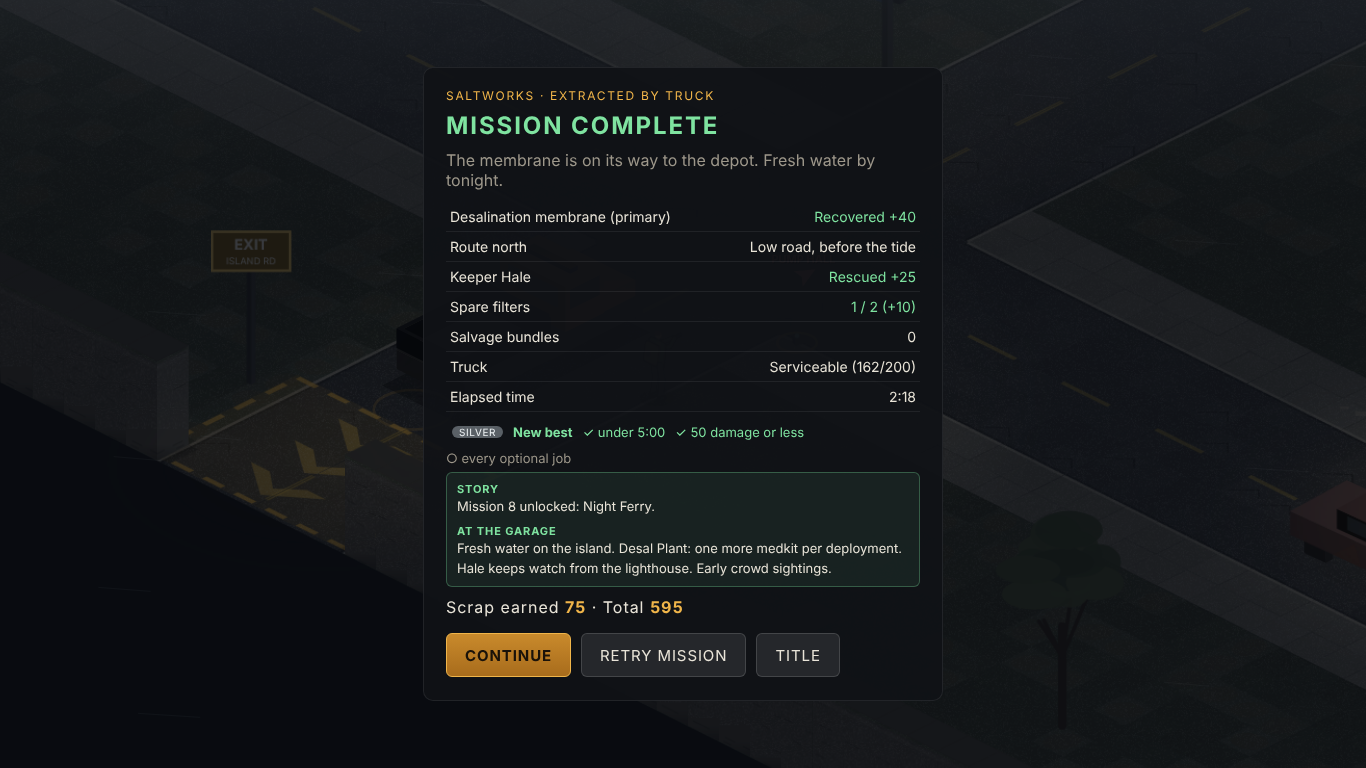 SALTWORKS · EXTRACTED BY TRUCK
MISSION COMPLETE
The membrane is on its way to the depot. Fresh water by
tonight.
Desalination membrane (primary) Recovered +40
Route north Low road, before the tide
Keeper Hale Rescued +25
Spare filters 1 / 2 (+10)
Salvage bundles 0
Truck Serviceable (162/200)
Elapsed time 2:18
SILVER New best ✓ under 5:00 ✓ 50 damage or less
○ every optional job
STORY
Mission 8 unlocked: Night Ferry.
AT THE GARAGE
Fresh water on the island. Desal Plant: one more medkit per deployment.
Hale keeps watch from the lighthouse. Early crowd sightings.
Scrap earned 75 · Total 595
CONTINUE RETRY MISSION TITLE
EXIT
ISLAND RD